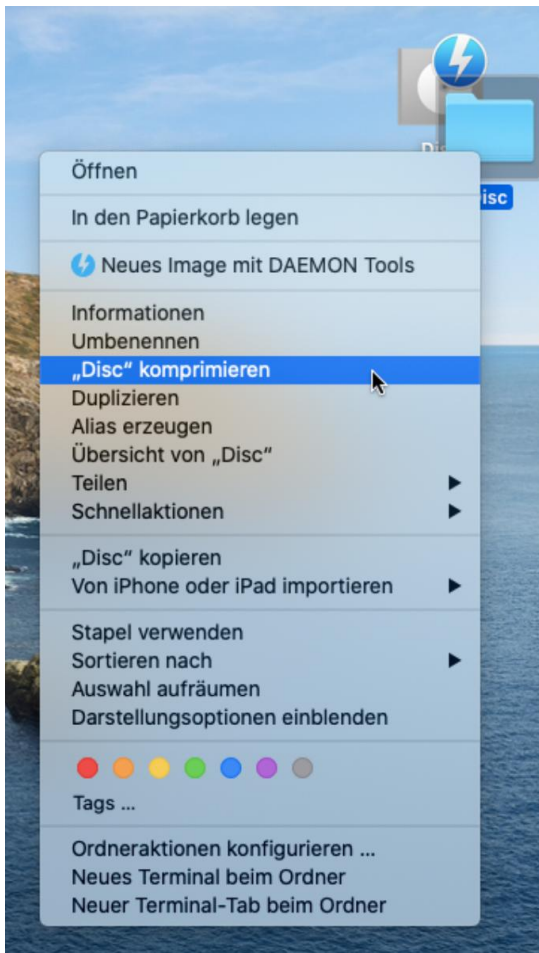 Öffnen
isc
In den Papierkorb legen
Neues Image mit DAEMON Tools
Informationen
Umbenennen
„Disc“ komprimieren
Duplizieren
Alias erzeugen
Übersicht von „Disc“
Teilen
Schnellaktionen
„Disc“ kopieren
Von iPhone oder iPad importieren
Stapel verwenden
Sortieren nach
Auswahl aufräumen
Darstellungsoptionen einblenden
Tags ...
Ordneraktionen konfigurieren ...
Neues Terminal beim Ordner
Neuer Terminal-Tab beim Ordner